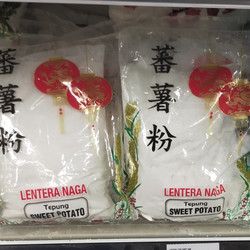 蕃薯粉
LENTERA NAGA
Tepung
SWEET POTATO
蕃薯粉
LENTERA NAGA
Tepung
SWEET POTATO